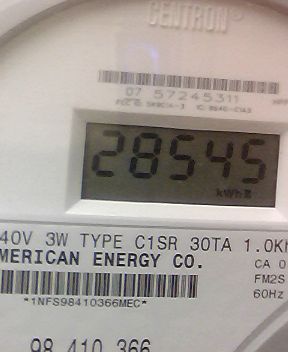 CENTRON®
07 57245311
28545
kWh
40V 3W TYPE C1SR 30TA 1.0K
MERICAN ENERGY CO.
CA 0
FM2S
60Hz
*1NFS98410366MEC*
98 410 366